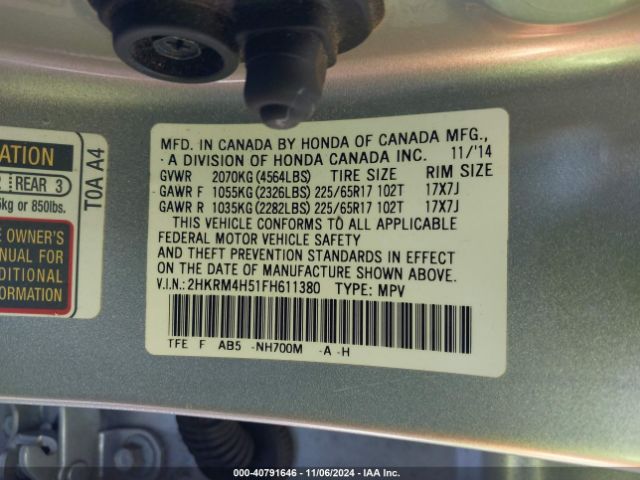 ATION
REAR 3
5kg or 850lbs.
E OWNER'S
ANUAL FOR
DITIONAL
FORMATION
T0A A4
MFD. IN CANADA BY HONDA OF CANADA MFG.,
A DIVISION OF HONDA CANADA INC. 11/'14
GVWR 2070KG (4564LBS) TIRE SIZE RIM SIZE
GAWR F 1055KG (2326LBS) 225/65R17 102T 17X7J
GAWR R 1035KG (2282LBS) 225/65R17 102T 17X7J
THIS VEHICLE CONFORMS TO ALL APPLICABLE
FEDERAL MOTOR VEHICLE SAFETY
AND THEFT PREVENTION STANDARDS IN EFFECT
ON THE DATE OF MANUFACTURE SHOWN ABOVE.
V.I.N.: 2HKRM4H51FH611380 TYPE: MPV
TFE F AB5 -NH700M -A -H
000-40791646 - 11/06/2024 - IAA Inc.